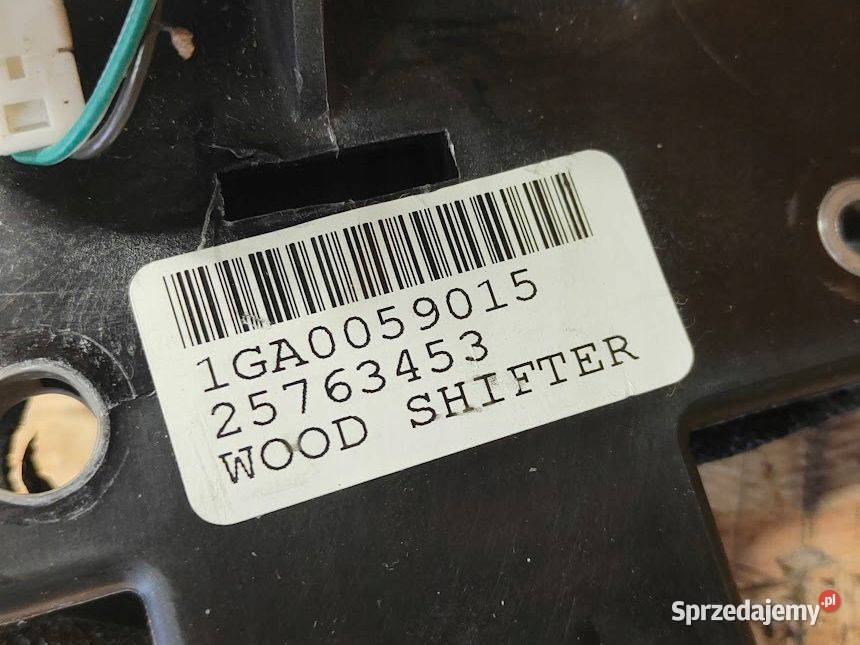 1GA0059015
25763453
WOOD SHIFTER
Sprzedajemy.pl